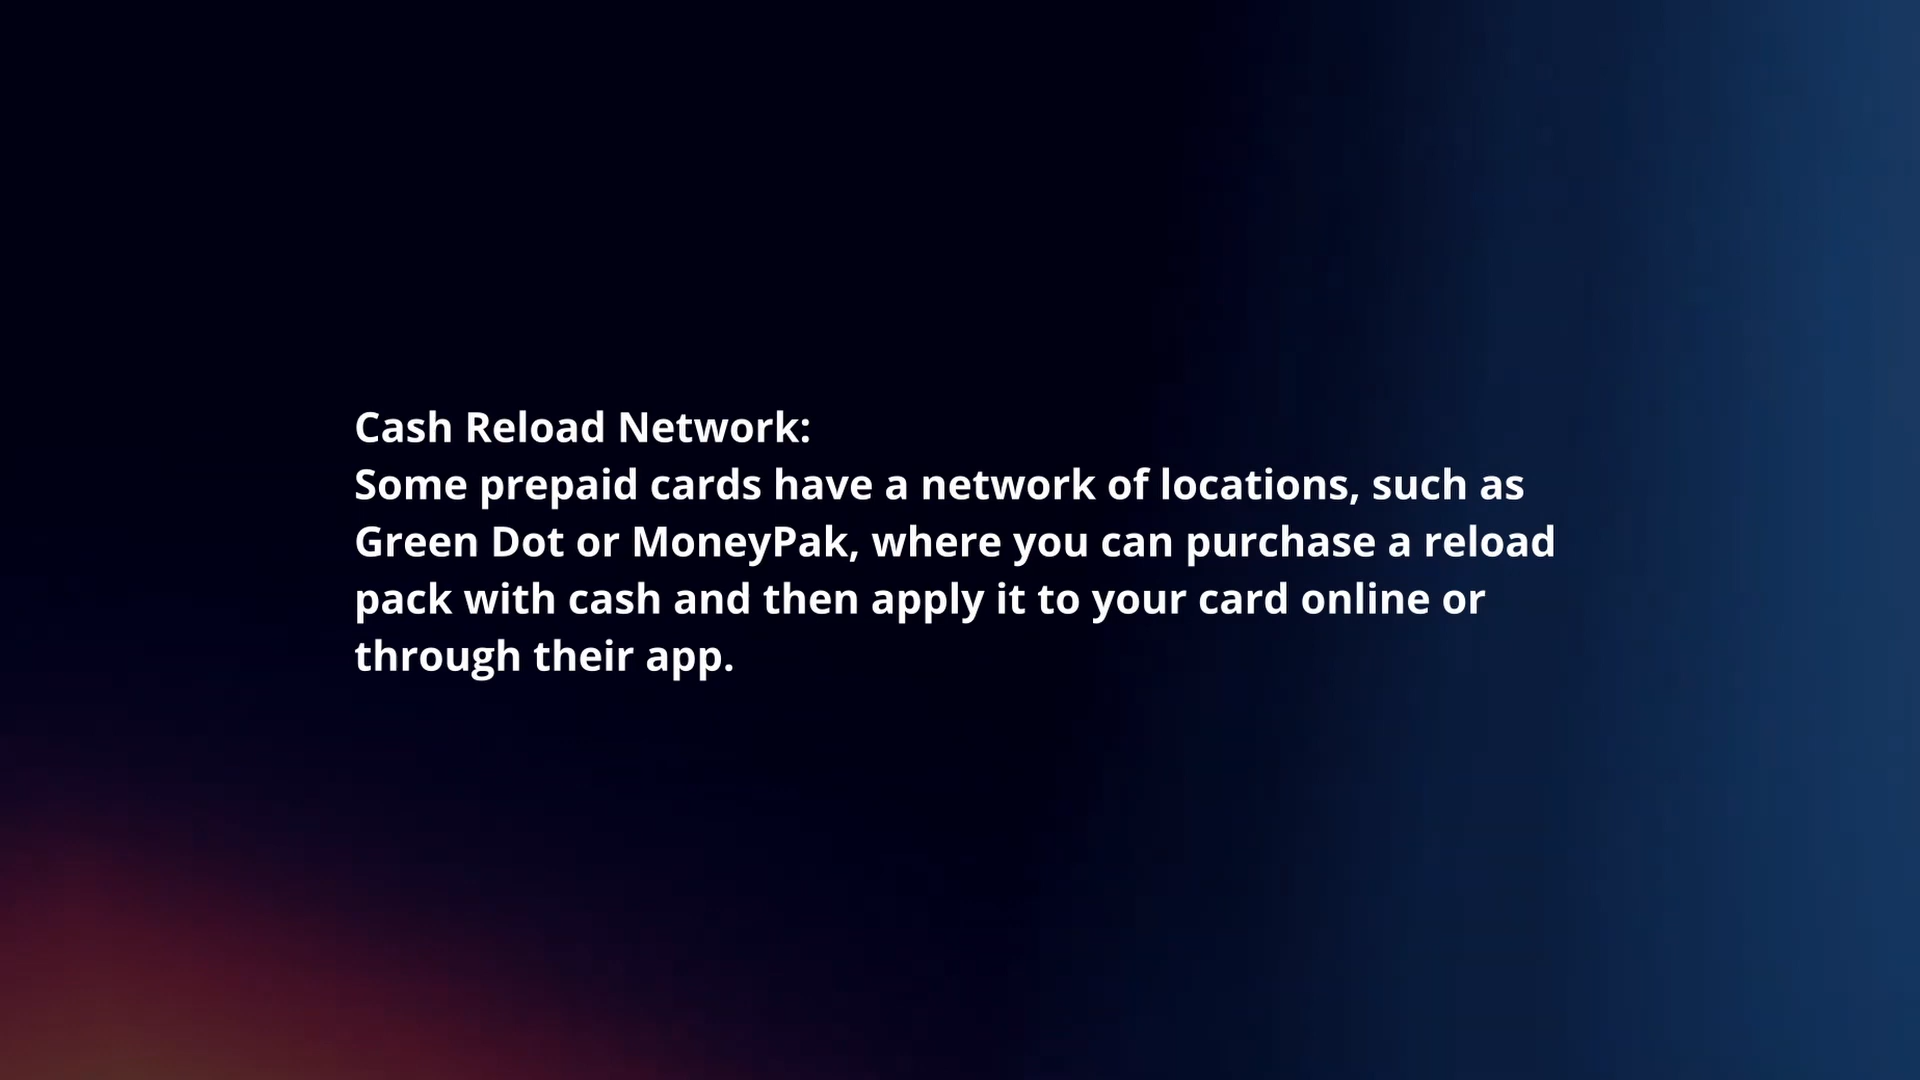 Cash Reload Network:
Some prepaid cards have a network of locations, such as
Green Dot or MoneyPak, where you can purchase a reload
pack with cash and then apply it to your card online or
through their app.